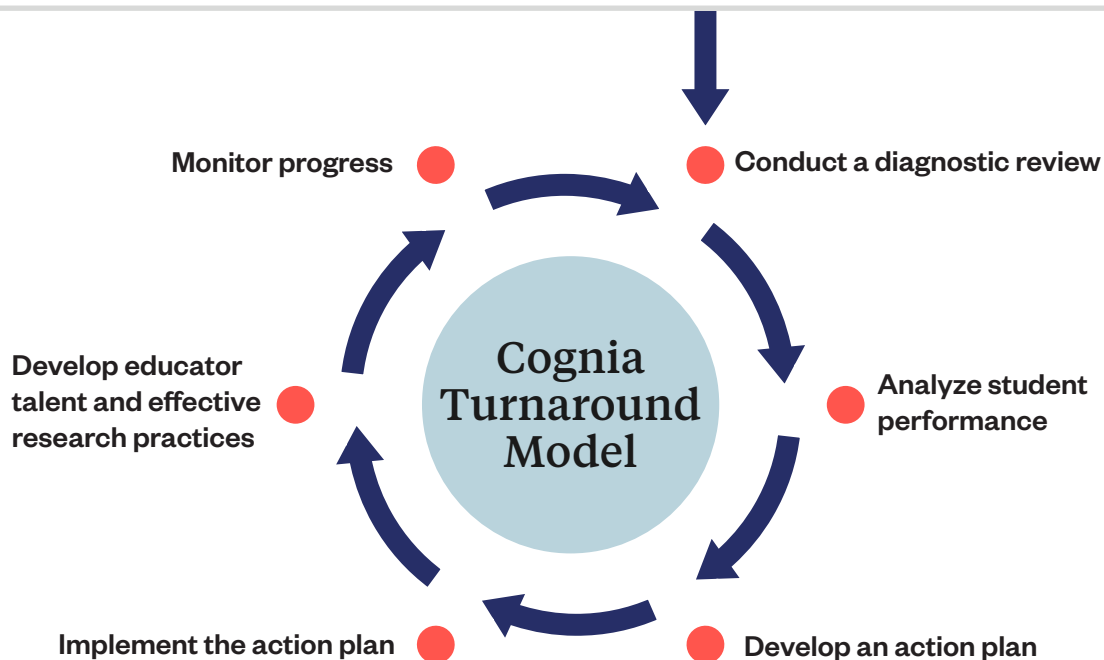 Monitor progress
Conduct a diagnostic review
Cognia
Turnaround
Model
Develop educator
talent and effective
research practices
Analyze student
performance
Implement the action plan
Develop an action plan